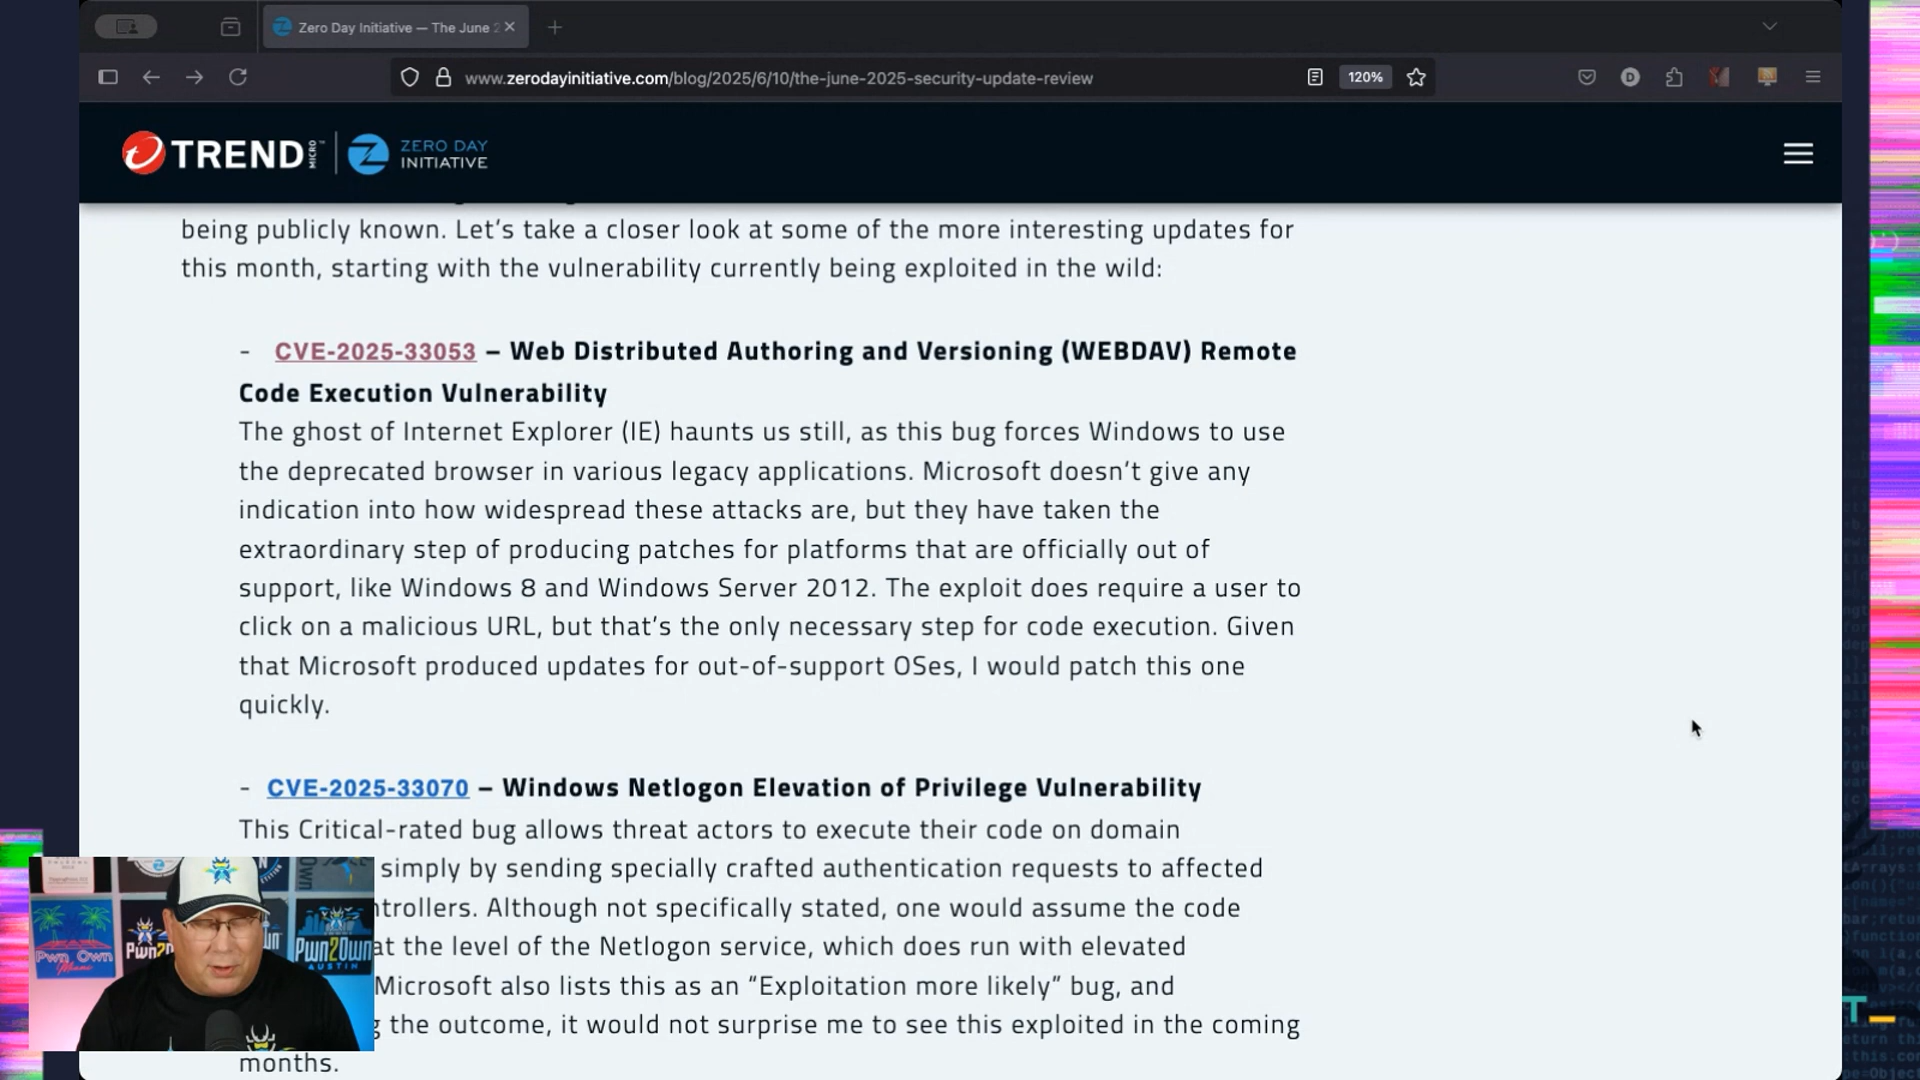 Zero Day Initiative — The June 2
www.zerodayinitiative.com/blog/2025/6/10/the-june-2025-security-update-review
120%
TREND MICRO™
ZERO DAY
INITIATIVE
being publicly known. Let's take a closer look at some of the more interesting updates for
this month, starting with the vulnerability currently being exploited in the wild:
- CVE-2025-33053 – Web Distributed Authoring and Versioning (WEBDAV) Remote
Code Execution Vulnerability
The ghost of Internet Explorer (IE) haunts us still, as this bug forces Windows to use
the deprecated browser in various legacy applications. Microsoft doesn't give any
indication into how widespread these attacks are, but they have taken the
extraordinary step of producing patches for platforms that are officially out of
support, like Windows 8 and Windows Server 2012. The exploit does require a user to
click on a malicious URL, but that's the only necessary step for code execution. Given
that Microsoft produced updates for out-of-support OSes, I would patch this one
quickly.
- CVE-2025-33070 – Windows Netlogon Elevation of Privilege Vulnerability
This Critical-rated bug allows threat actors to execute their code on domain
simply by sending specially crafted authentication requests to affected
ntrollers. Although not specifically stated, one would assume the code
at the level of the Netlogon service, which does run with elevated
Microsoft also lists this as an “Exploitation more likely” bug, and
g the outcome, it would not surprise me to see this exploited in the coming
months.
Pwn Own
Miami
Pwn2O
Pwn2Own
AUSTIN
T_